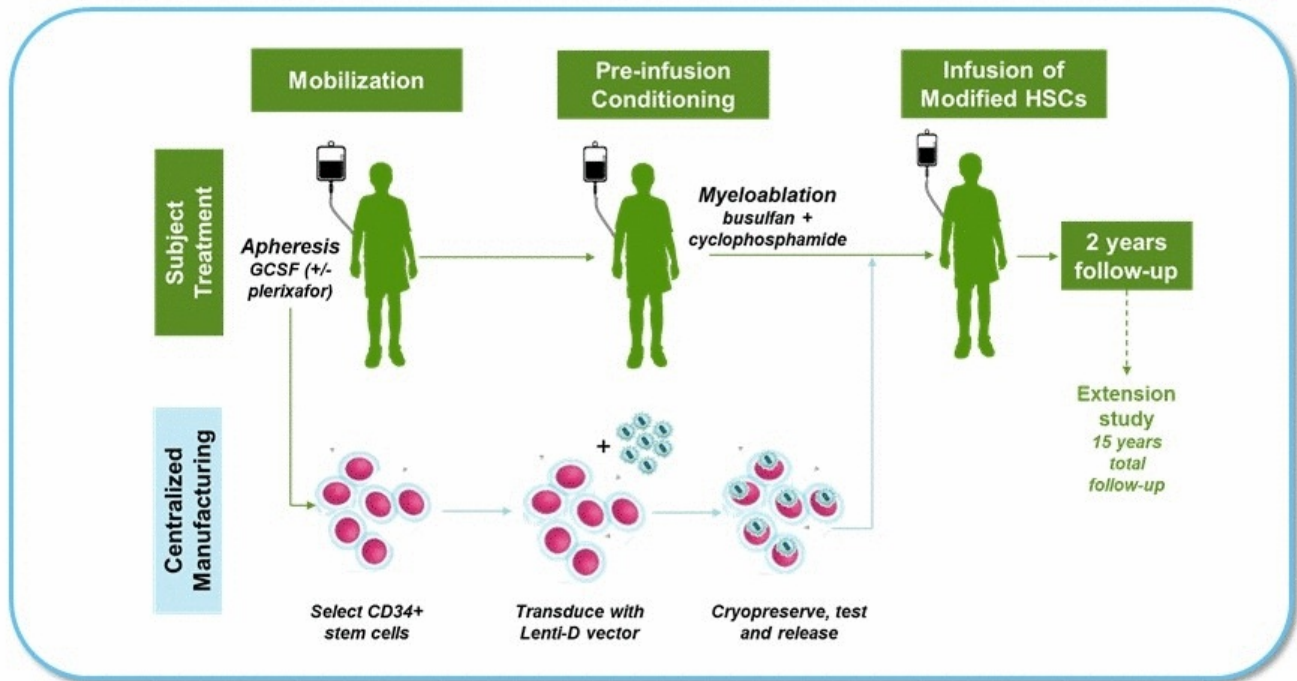 Mobilization
Pre-infusion
Conditioning
Infusion of
Modified HSCs
Subject
Treatment
Apheresis
GCSF (+/-
plerixafor)
Myeloablation
busulfan +
cyclophosphamide
2 years
follow-up
Extension
study
15 years
total
follow-up
Centralized
Manufacturing
+
Select CD34+
stem cells
Transduce with
Lenti-D vector
Cryopreserve, test
and release